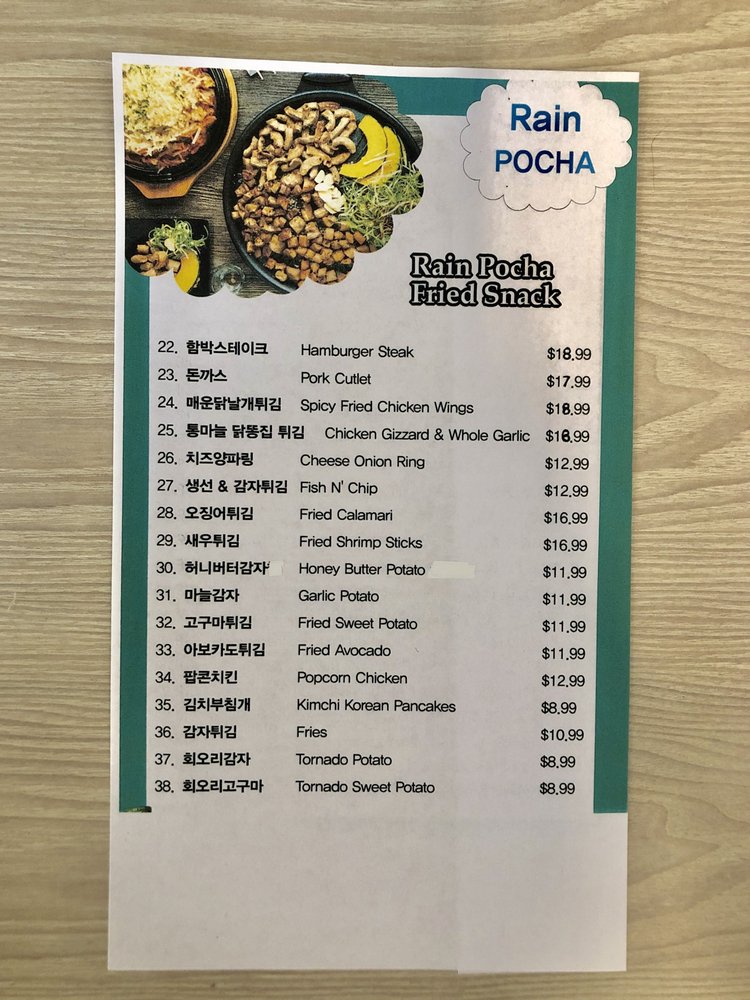 Rain
POCHA
Rain Pocha
Fried Snack
22. 함박스테이크 Hamburger Steak $18.99
23. 돈까스 Pork Cutlet $17.99
24. 매운닭날개튀김 Spicy Fried Chicken Wings $18.99
25. 통마늘 닭똥집 튀김 Chicken Gizzard & Whole Garlic $16.99
26. 치즈양파링 Cheese Onion Ring $12.99
27. 생선 & 감자튀김 Fish N' Chip $12.99
28. 오징어튀김 Fried Calamari $16.99
29. 새우튀김 Fried Shrimp Sticks $16.99
30. 허니버터감자 Honey Butter Potato $11.99
31. 마늘감자 Garlic Potato $11.99
32. 고구마튀김 Fried Sweet Potato $11.99
33. 아보카도튀김 Fried Avocado $11.99
34. 팝콘치킨 Popcorn Chicken $12.99
35. 김치부침개 Kimchi Korean Pancakes $8.99
36. 감자튀김 Fries $10.99
37. 회오리감자 Tornado Potato $8.99
38. 회오리고구마 Tornado Sweet Potato $8.99